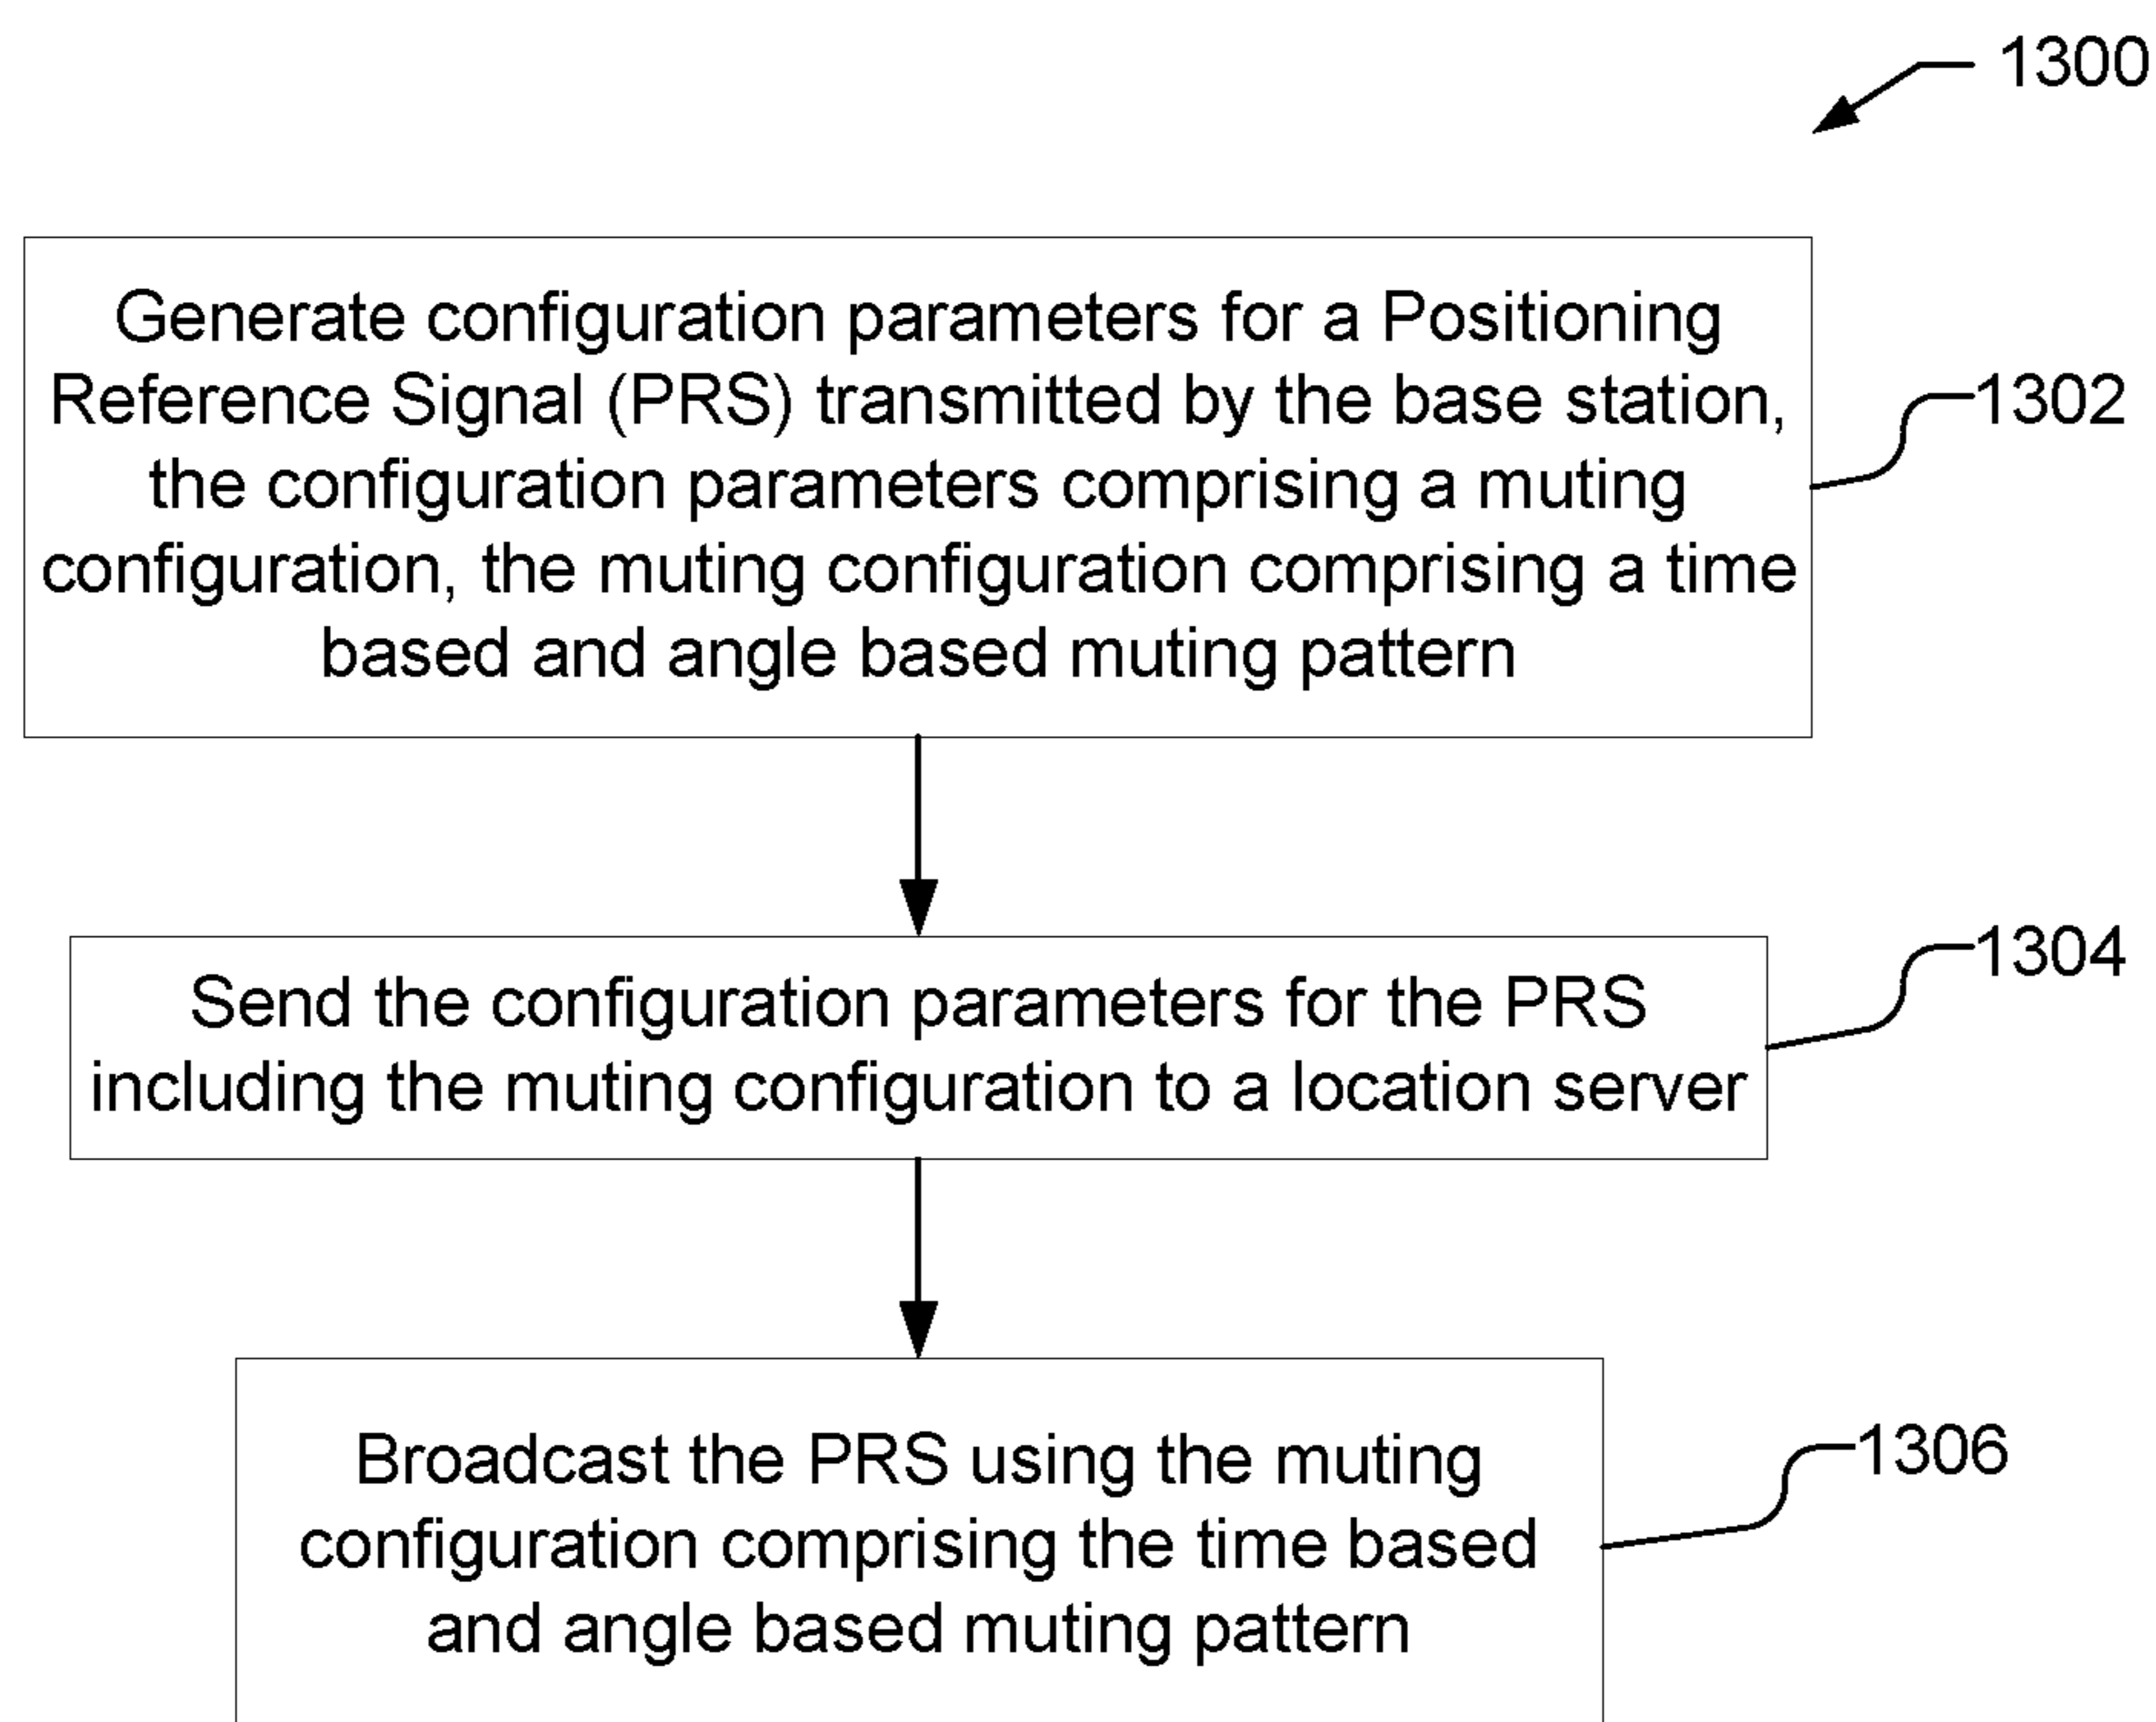 1300
Generate configuration parameters for a Positioning
Reference Signal (PRS) transmitted by the base station,
the configuration parameters comprising a muting
configuration, the muting configuration comprising a time
based and angle based muting pattern
1302
Send the configuration parameters for the PRS
including the muting configuration to a location server
1304
Broadcast the PRS using the muting
configuration comprising the time based
and angle based muting pattern
1306